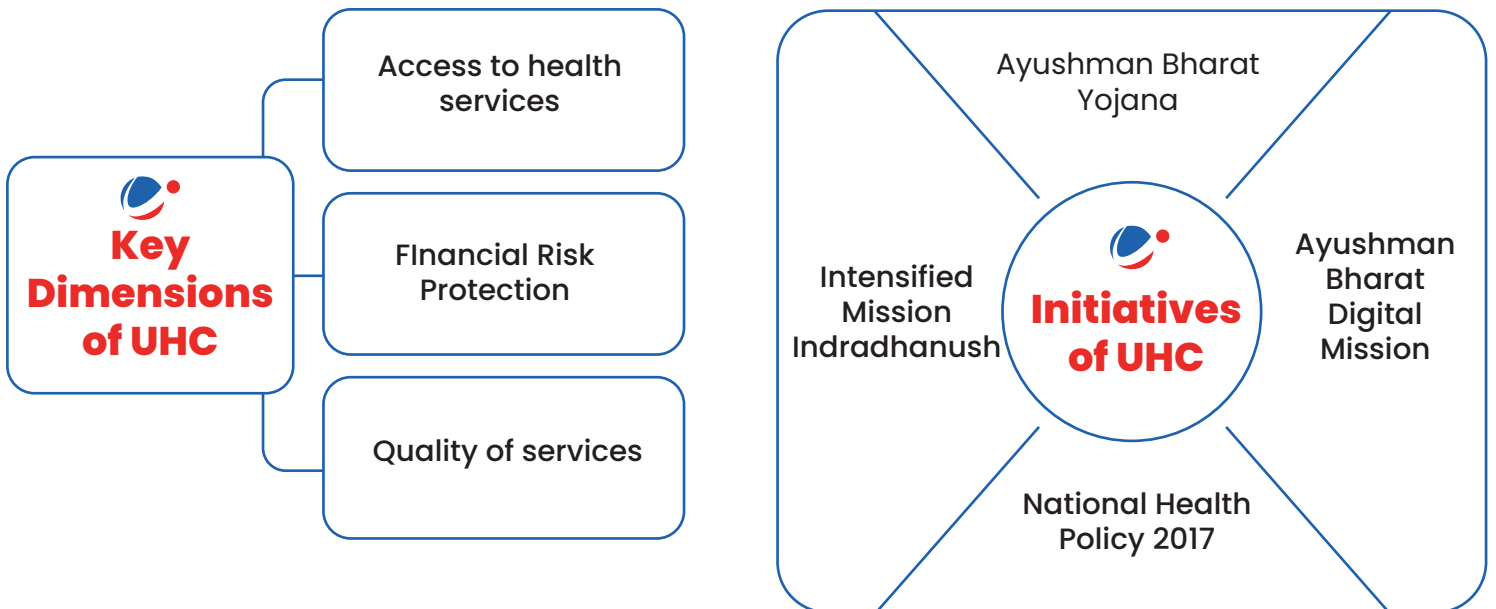 Key
Dimensions
of UHC
Access to health
services
FInancial Risk
Protection
Quality of services
Initiatives
of UHC
Ayushman Bharat
Yojana
Ayushman
Bharat
Digital
Mission
National Health
Policy 2017
Intensified
Mission
Indradhanush